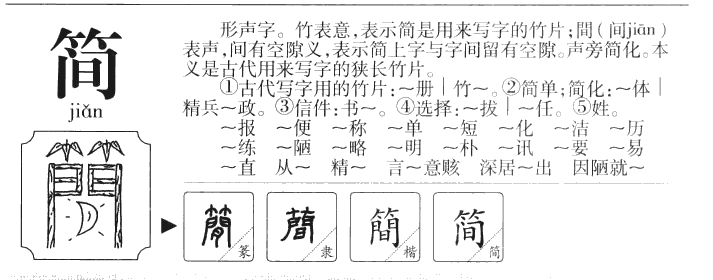 简
jiǎn
形声字。竹表意,表示简是用来写字的竹片;間(间jiān)
表声,间有空隙义,表示简上字与字间留有空隙。声旁简化。本
义是古代用来写字的狭长竹片。
①古代写字用的竹片:~册|竹~。②简单;简化:~体|
精兵~政。③信件:书~。④选择:~拔|~任。⑤姓。
~报 ~便 ~称 ~单 ~短 ~化 ~洁 ~历
~练 ~陋 ~略 ~明 ~朴 ~讯 ~要 ~易
~直 从~ 精~ 言~意赅 深居~出 因陋就~
簡 篆 簡 隶 簡 楷 简 简